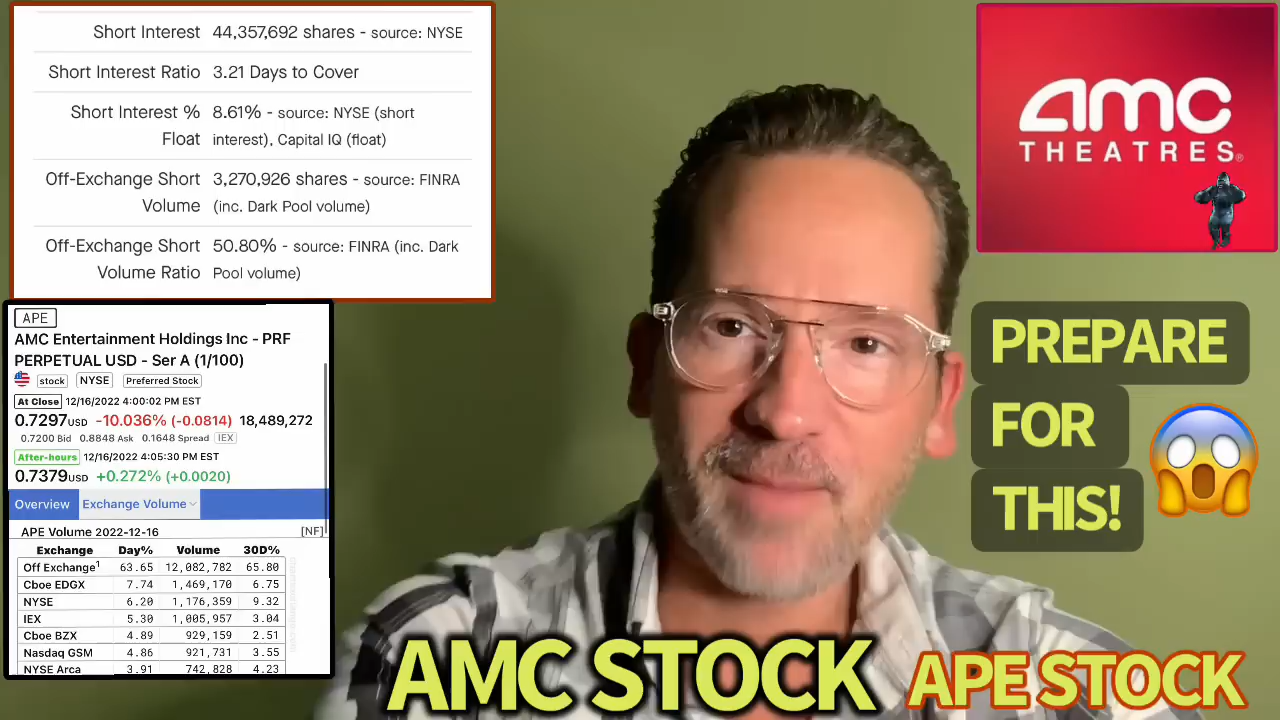 Short Interest 44,357,692 shares - source: NYSE
Short Interest Ratio 3.21 Days to Cover
Short Interest % 8.61% - source: NYSE (short
Float interest), Capital IQ (float)
Off-Exchange Short 3,270,926 shares - source: FINRA
Volume (inc. Dark Pool volume)
Off-Exchange Short 50.80% - source: FINRA (inc. Dark
Volume Ratio Pool volume)
APE
AMC Entertainment Holdings Inc - PRF
PERPETUAL USD - Ser A (1/100)
stock NYSE Preferred Stock
At Close 12/16/2022 4:00:02 PM EST
0.7297USD -10.036% (-0.0814) 18,489,272
0.7200 Bid 0.8848 Ask 0.1648 Spread IEX
After-hours 12/16/2022 4:05:30 PM EST
0.7379USD +0.272% (+0.0020)
Overview Exchange Volume
APE Volume 2022-12-16 [NF]
Exchange Day% Volume 30D%
Off Exchange1 63.65 12,082,782 65.80
Cboe EDGX 7.74 1,469,170 6.75
NYSE 6.20 1,176,359 9.32
IEX 5.30 1,005,957 3.04
Cboe BZX 4.89 929,159 2.51
Nasdaq GSM 4.86 921,731 3.55
NYSE Arca 3.91 742,828 4.23
amc
THEATRES®
PREPARE
FOR
THIS!
AMC STOCK
APE STOCK